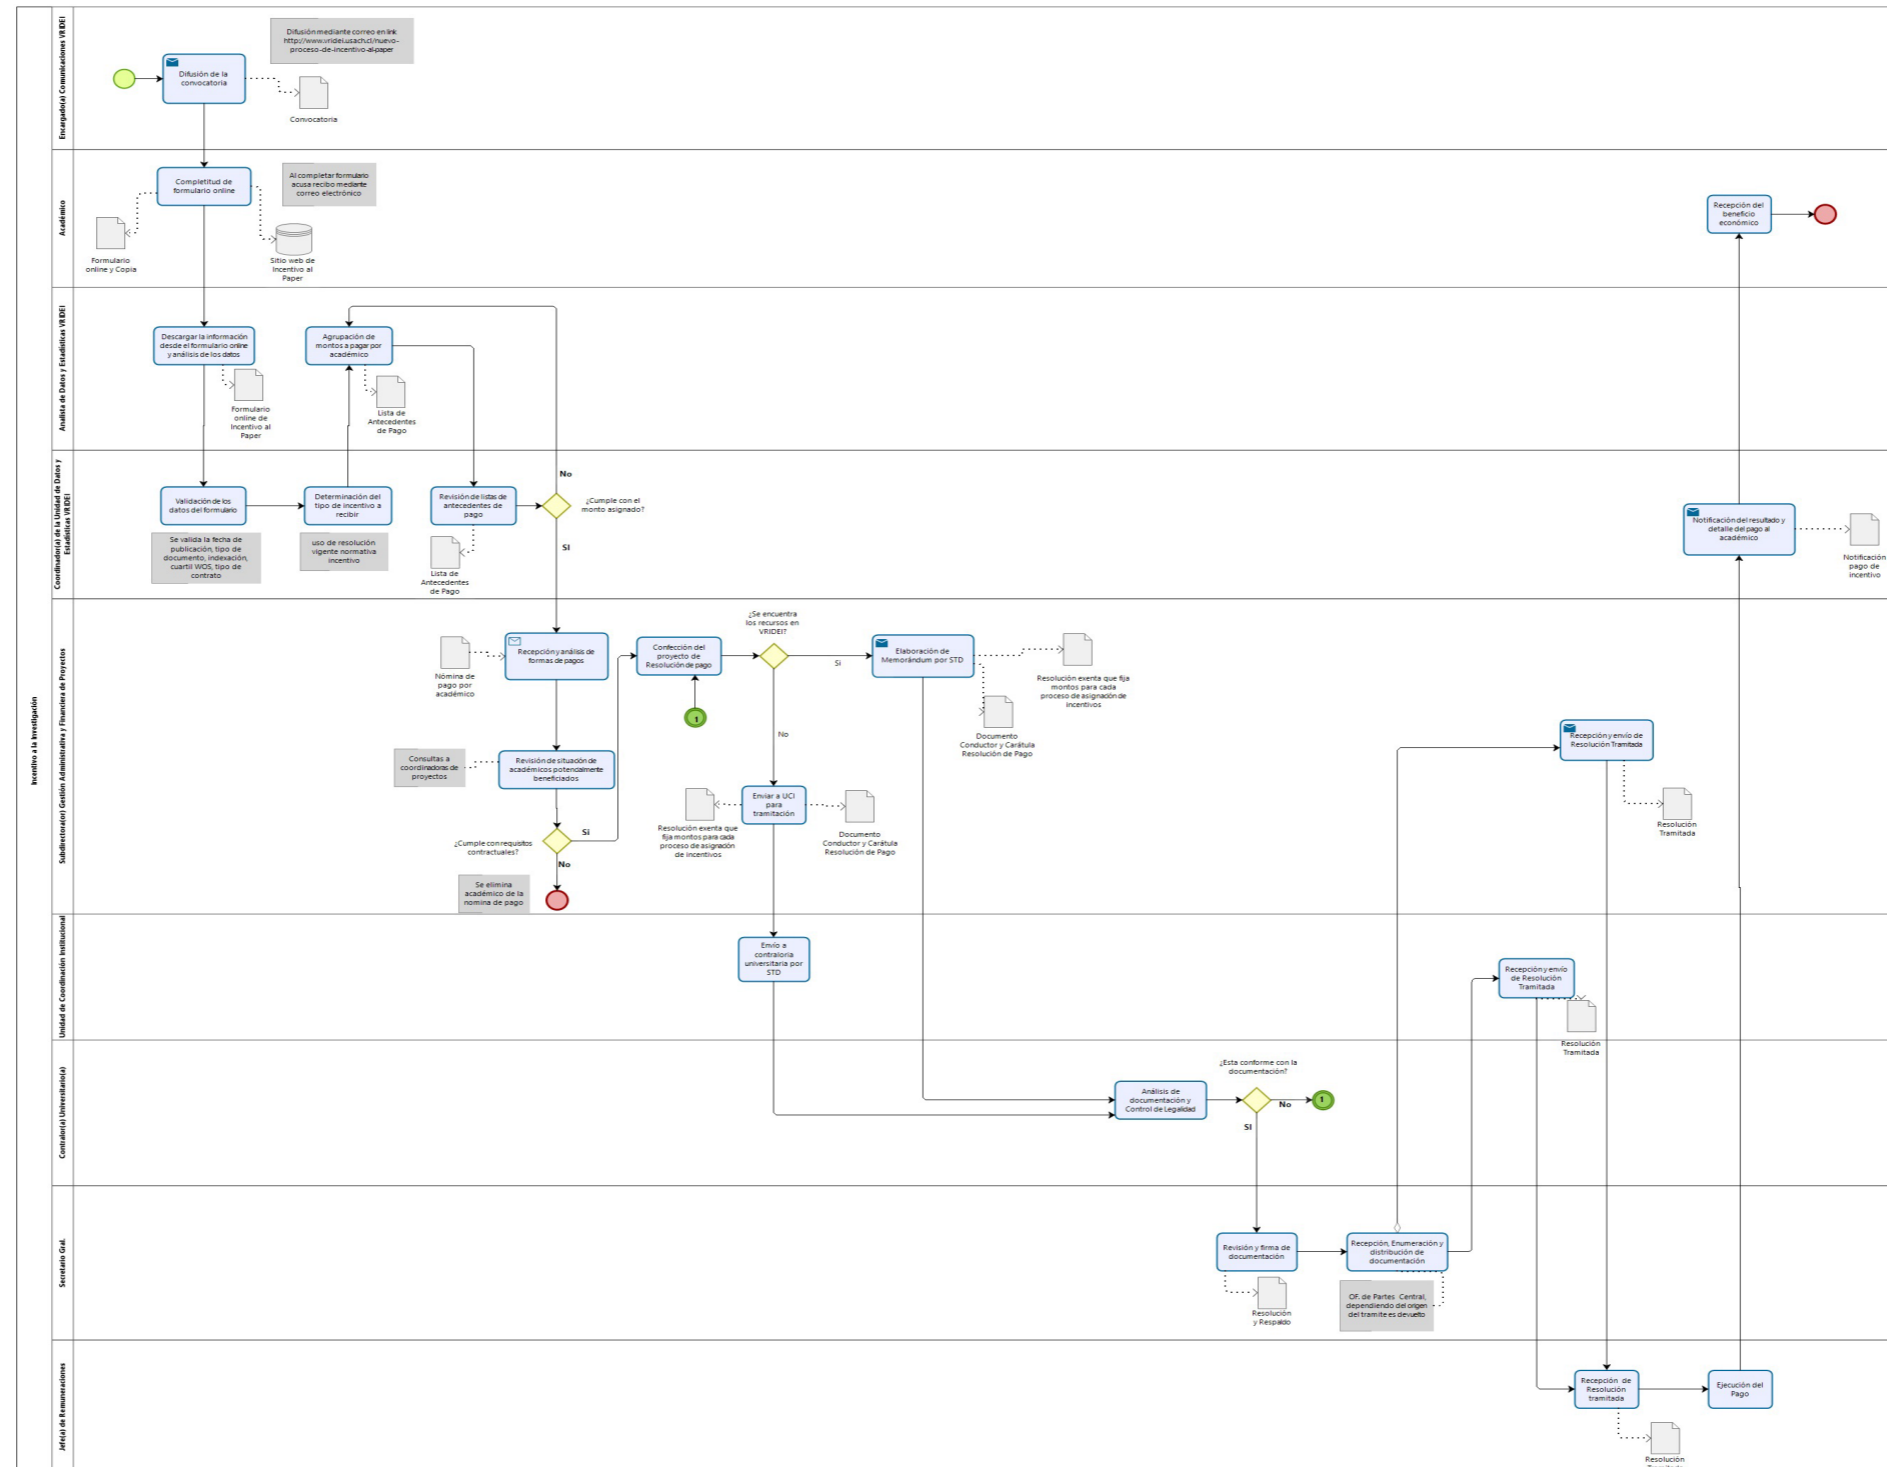 Incentivo a la Investigación
Encargado(a) Comunicaciones VRIDEI
Difusión mediante correo en link
http://www.vridei.usach.cl/nuevo-
proceso-de-incentivo-al-paper
Difusión de la
convocatoria
Convocatoria
Académico
Completitud de
formulario online
Al completar formulario
acusa recibo mediante
correo electrónico
Formulario
online y Copia
Sitio web de
Incentivo al
Paper
Recepción del
beneficio
económico
Analista de Datos y Estadísticas VRIDEI
Descargar la información
desde el formulario online
y análisis de los datos
Formulario
online de
Incentivo al
Paper
Agrupación de
montos a pagar por
académico
Lista de
Antecedentes
de Pago
Coordinador(a) de la Unidad de Datos y
Estadísticas VRIDEI
Validación de los
datos del formulario
Se valida la fecha de
publicación, tipo de
documento, indexación,
cuartil WOS, tipo de
contrato
Determinación del
tipo de incentivo a
recibir
uso de resolución
vigente normativa
incentivo
Revisión de listas de
antecedentes de
pago
Lista de
Antecedentes
de Pago
No
¿Cumple con el
monto asignado?
SI
Notificación del resultado y
detalle del pago al
académico
Notificación
pago de
incentivo
Subdirectora(or) Gestión Administrativa y Financiera de Proyectos
Nómina de
pago por
académico
Recepción y análisis de
formas de pagos
Confección del
proyecto de
Resolución de pago
1
¿Se encuentra
los recursos en
VRIDEI?
Si
No
Elaboración de
Memorándum por STD
Resolución exenta que fija
montos para cada
proceso de asignación de
incentivos
Documento
Conductor y Carátula
Resolución de Pago
Consultas a
coordinadoras de
proyectos
Revisión de situación de
académicos potencialmente
beneficiados
¿Cumple con requisitos
contractuales?
Si
No
Se elimina
académico de la
nomina de pago
Enviar a UCI
para
tramitación
Resolución exenta que
fija montos para cada
proceso de asignación
de incentivos
Documento
Conductor y Carátula
Resolución de Pago
Recepción y envío de
Resolución Tramitada
Resolución
Tramitada
Unidad de Coordinación Institucional
Envío a
contraloria
universitaria por
STD
Recepción y envío
de Resolución
Tramitada
Resolución
Tramitada
Contralor(a) Universitario(a)
Análisis de
documentación y
Control de Legalidad
¿Esta conforme con la
documentación?
No
1
SI
Secretario Gral.
Revisión y firma de
documentación
Resolución
y Respaldo
Recepción, Enumeración y
distribución de
documentación
OF. de Partes Central,
dependiendo del origen
del tramite es devuelto
Jefe(a) de Remuneraciones
Recepción de
Resolución
tramitada
Ejecución del
Pago
Resolución